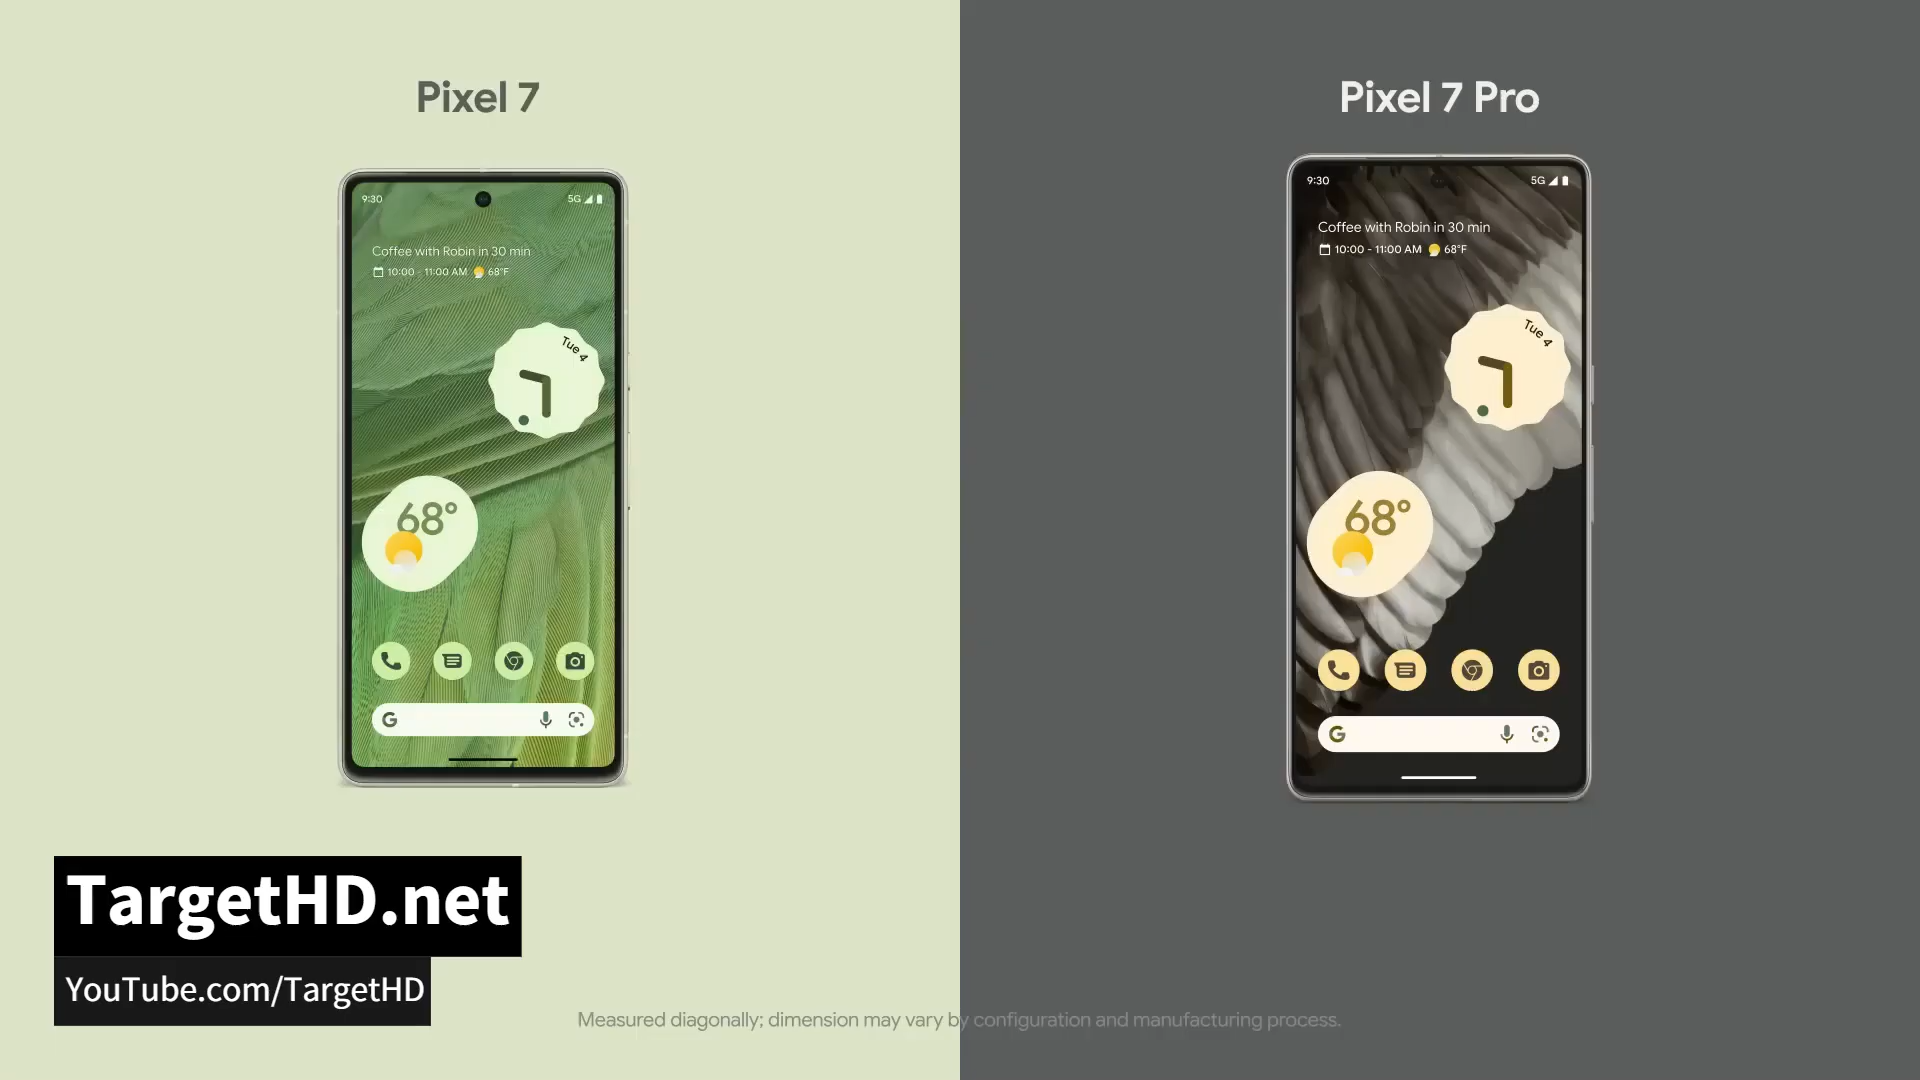 Pixel 7
9:30
5G
Coffee with Robin in 30 min
10:00 - 11:00 AM 68°F
Tue 4
68°
G
Pixel 7 Pro
9:30
5G
Coffee with Robin in 30 min
10:00 - 11:00 AM 68°F
Tue 4
68°
G
TargetHD.net
YouTube.com/TargetHD
Measured diagonally; dimension may vary by configuration and manufacturing process.